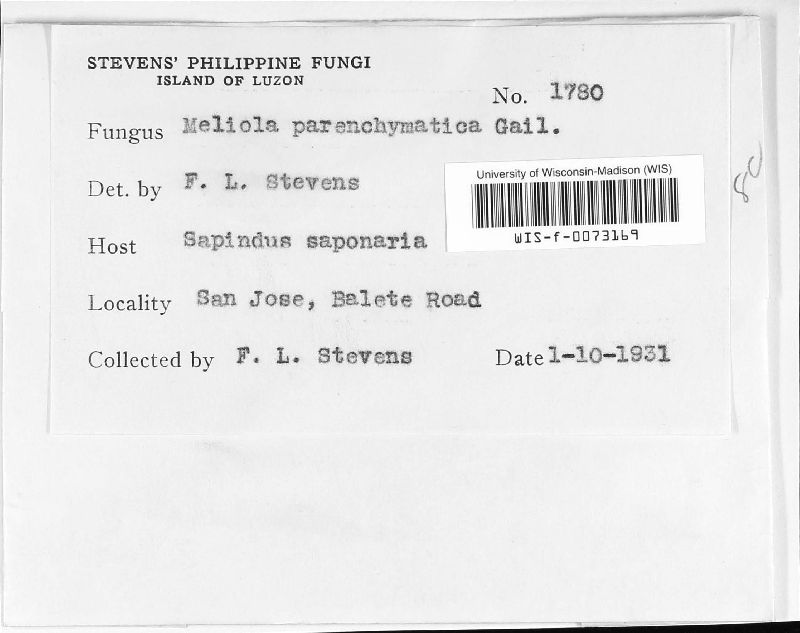 STEVENS' PHILIPPINE FUNGI
ISLAND OF LUZON
No. 1780
Fungus Meliola parenchymatica Gail.
Det. by F. L. Stevens
University of Wisconsin-Madison (WIS)
WIS-f-0073169
Host Sapindus saponaria
Locality San Jose, Balete Road
Collected by F. L. Stevens Date 1-10-1931